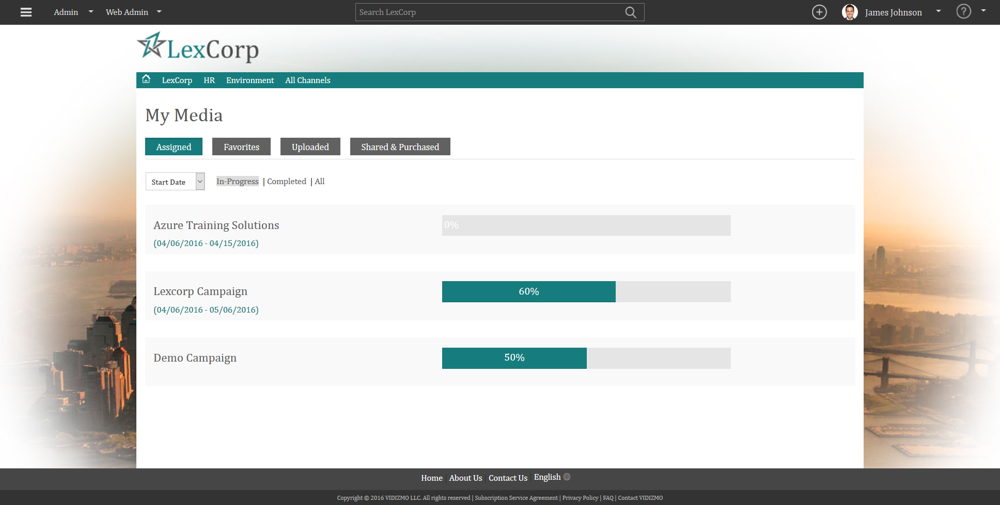 Admin Web Admin Search LexCorp James Johnson ?
LexCorp
LexCorp HR Environment All Channels
My Media
Assigned Favorites Uploaded Shared & Purchased
Start Date In-Progress | Completed | All
Azure Training Solutions 0%
(04/06/2016 - 04/15/2016)
Lexcorp Campaign 60%
(04/06/2016 - 05/06/2016)
Demo Campaign 50%
Home | About Us | Contact Us | English
Copyright © 2016 VIDIZMO LLC. All rights reserved | Subscription Service Agreement | Privacy Policy | FAQ | Contact VIDIZMO